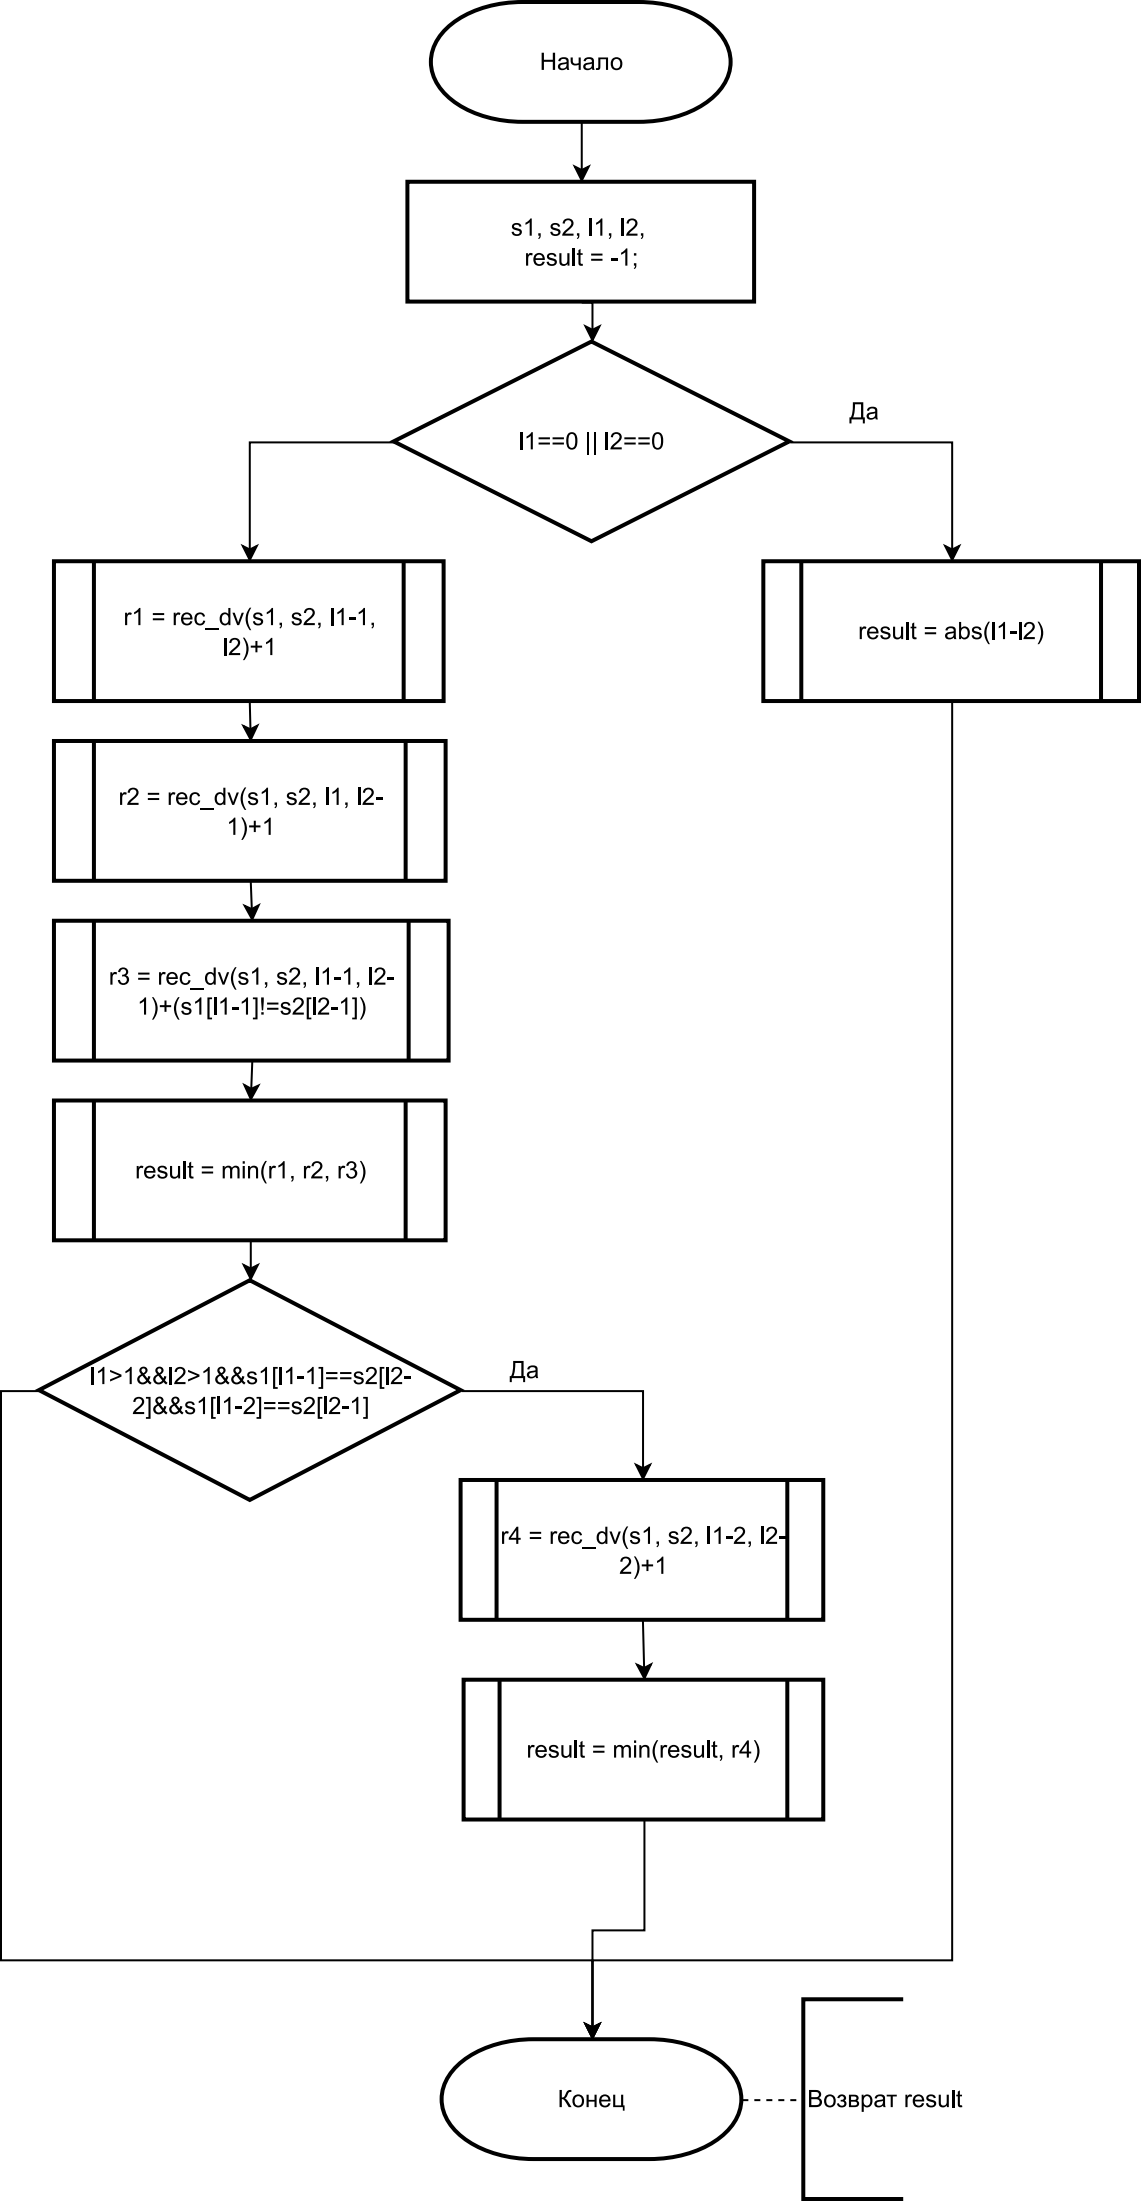 Начало
s1, s2, l1, l2,
result = -1;
l1==0 || l2==0
Да
r1 = rec_dv(s1, s2, l1-1,
l2)+1
result = abs(l1-l2)
r2 = rec_dv(s1, s2, l1, l2-
1)+1
r3 = rec_dv(s1, s2, l1-1, l2-
1)+(s1[l1-1]!=s2[l2-1])
result = min(r1, r2, r3)
l1>1&&l2>1&&s1[l1-1]==s2[l2-
2]&&s1[l1-2]==s2[l2-1]
Да
r4 = rec_dv(s1, s2, l1-2, l2-
2)+1
result = min(result, r4)
Конец
Возврат result